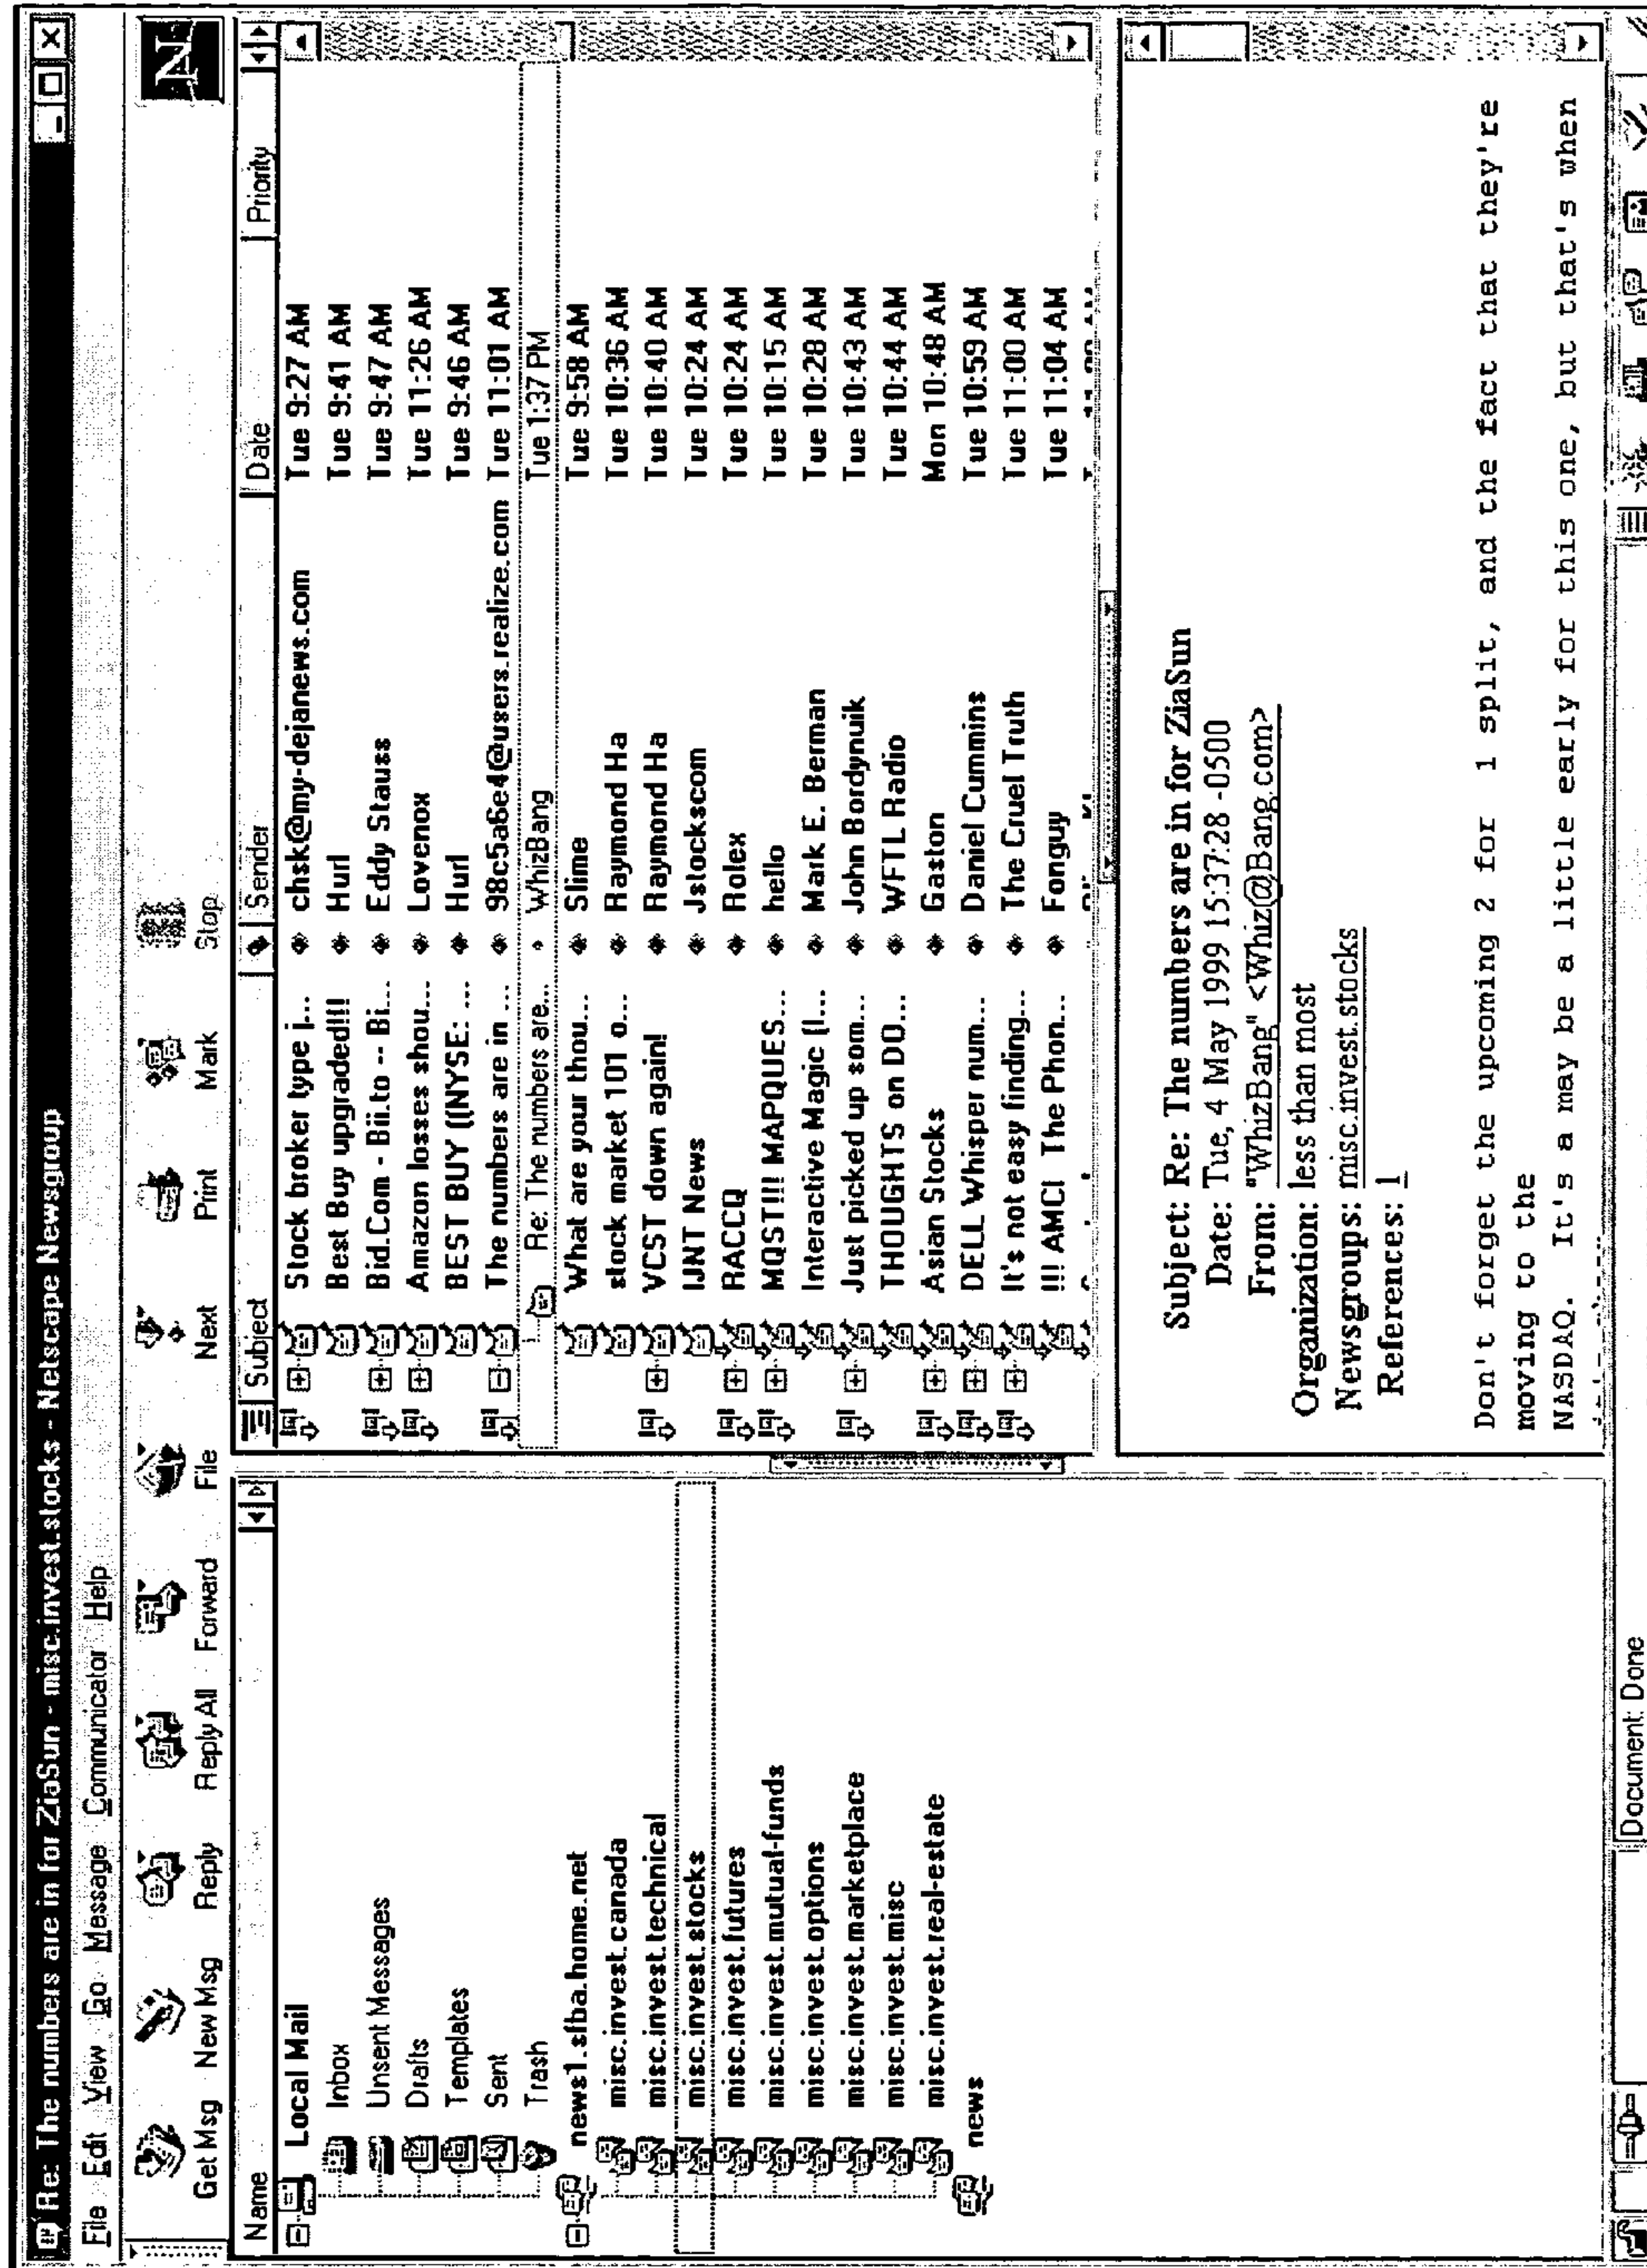 Re: The numbers are in for ZiaSun - misc.invest.stocks - Netscape Newsgroup
File Edit View Go Message Communicator Help
Get Msg New Msg Reply Reply All Forward File Next Print Mark Stop
N
Name
Local Mail
Inbox
Unsent Messages
Drafts
Templates
Sent
Trash
news1.sfba.home.net
misc.invest.canada
misc.invest.technical
misc.invest.stocks
misc.invest.futures
misc.invest.mutual-funds
misc.invest.options
misc.invest.marketplace
misc.invest.misc
misc.invest.real-estate
news
Subject Sender Date Priority
Stock broker type j... chsk@my-dejanews.com Tue 9:27 AM
Best Buy upgraded!!! Hurl Tue 9:41 AM
Bid.Com - Bii.to -- Bi... Eddy Stauss Tue 9:47 AM
Amazon losses shou... Lovenox Tue 11:26 AM
BEST BUY ((NYSE: ... Hurl Tue 9:46 AM
The numbers are in ... 98c5a6e4@users.realize.com Tue 11:01 AM
Re: The numbers are... WhizBang Tue 1:37 PM
What are your thou... Slime Tue 9:58 AM
stock market 101 o... Raymond Ha Tue 10:36 AM
VCST down again! Raymond Ha Tue 10:40 AM
IJNT News Jstockscom Tue 10:24 AM
RACCQ Rolex Tue 10:24 AM
MQST!!! MAPQUES... hello Tue 10:15 AM
Interactive Magic (I... Mark E. Berman Tue 10:28 AM
Just picked up som... John Bordynuik Tue 10:43 AM
THOUGHTS on DO... WFTL Radio Tue 10:44 AM
Asian Stocks Gaston Mon 10:48 AM
DELL Whisper num... Daniel Cummins Tue 10:59 AM
It's not easy finding... The Cruel Truth Tue 11:00 AM
!!! AMCI The Phon... Fonguy Tue 11:04 AM
Subject: Re: The numbers are in for ZiaSun
Date: Tue, 4 May 1999 15:37:28 -0500
From: "WhizBang" <Whiz@Bang.com>
Organization: less than most
Newsgroups: misc.invest.stocks
References: 1
Don't forget the upcoming 2 for 1 split, and the fact that they're
moving to the
NASDAQ. It's a may be a little early for this one, but that's when
Document: Done